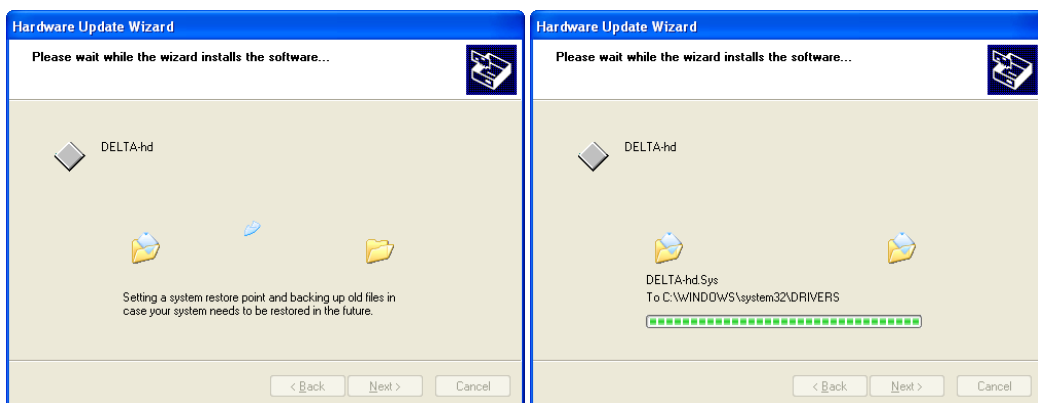 Hardware Update Wizard
Please wait while the wizard installs the software...
DELTA-hd
Setting a system restore point and backing up old files in
case your system needs to be restored in the future.
< Back
Next >
Cancel
Hardware Update Wizard
Please wait while the wizard installs the software...
DELTA-hd
DELTA-hd.Sys
To C:\WINDOWS\system32\DRIVERS
< Back
Next >
Cancel